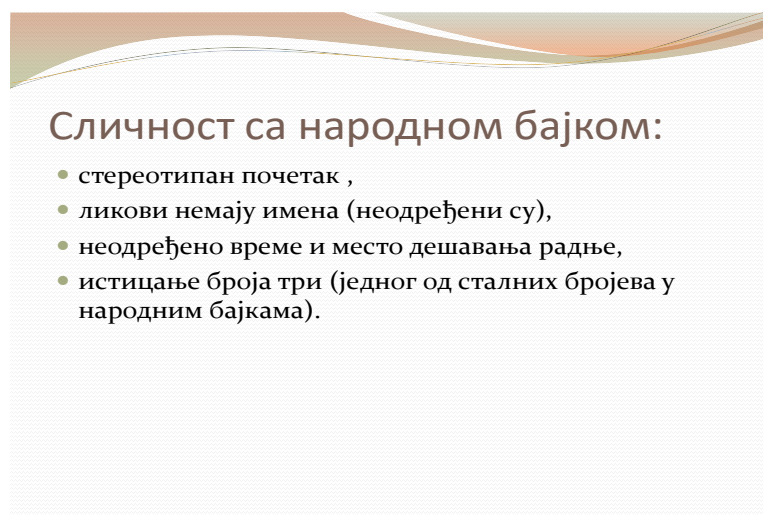 Сличност са народном бајком:
стереотипан почетак ,
ликови немају имена (неодређени су),
неодређено време и место дешавања радње,
истицање броја три (једног од сталних бројева у
народним бајкама).